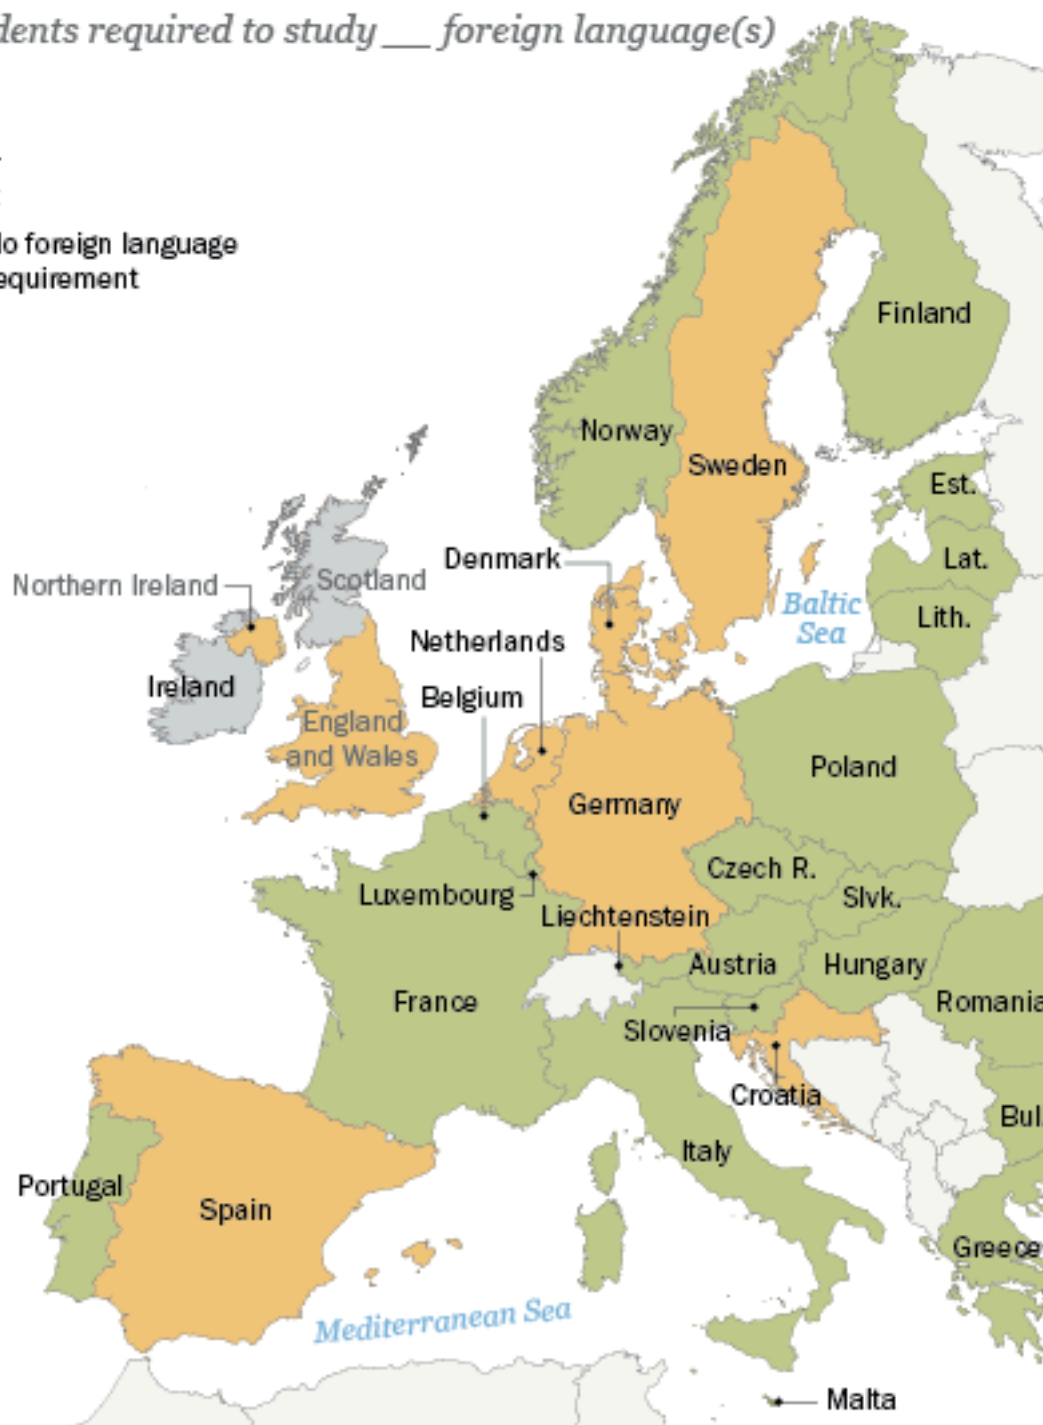 dents required to study __ foreign language(s)
lo foreign language
equirement
Finland
Norway
Sweden
Est.
Denmark
Lat.
Northern Ireland
Scotland
Baltic
Sea
Lith.
Netherlands
Ireland
Belgium
England
and Wales
Poland
Germany
Czech R.
Luxembourg
Slvk.
Liechtenstein
Austria
Hungary
France
Romania
Slovenia
Croatia
Bul.
Italy
Portugal
Spain
Greece
Mediterranean Sea
Malta